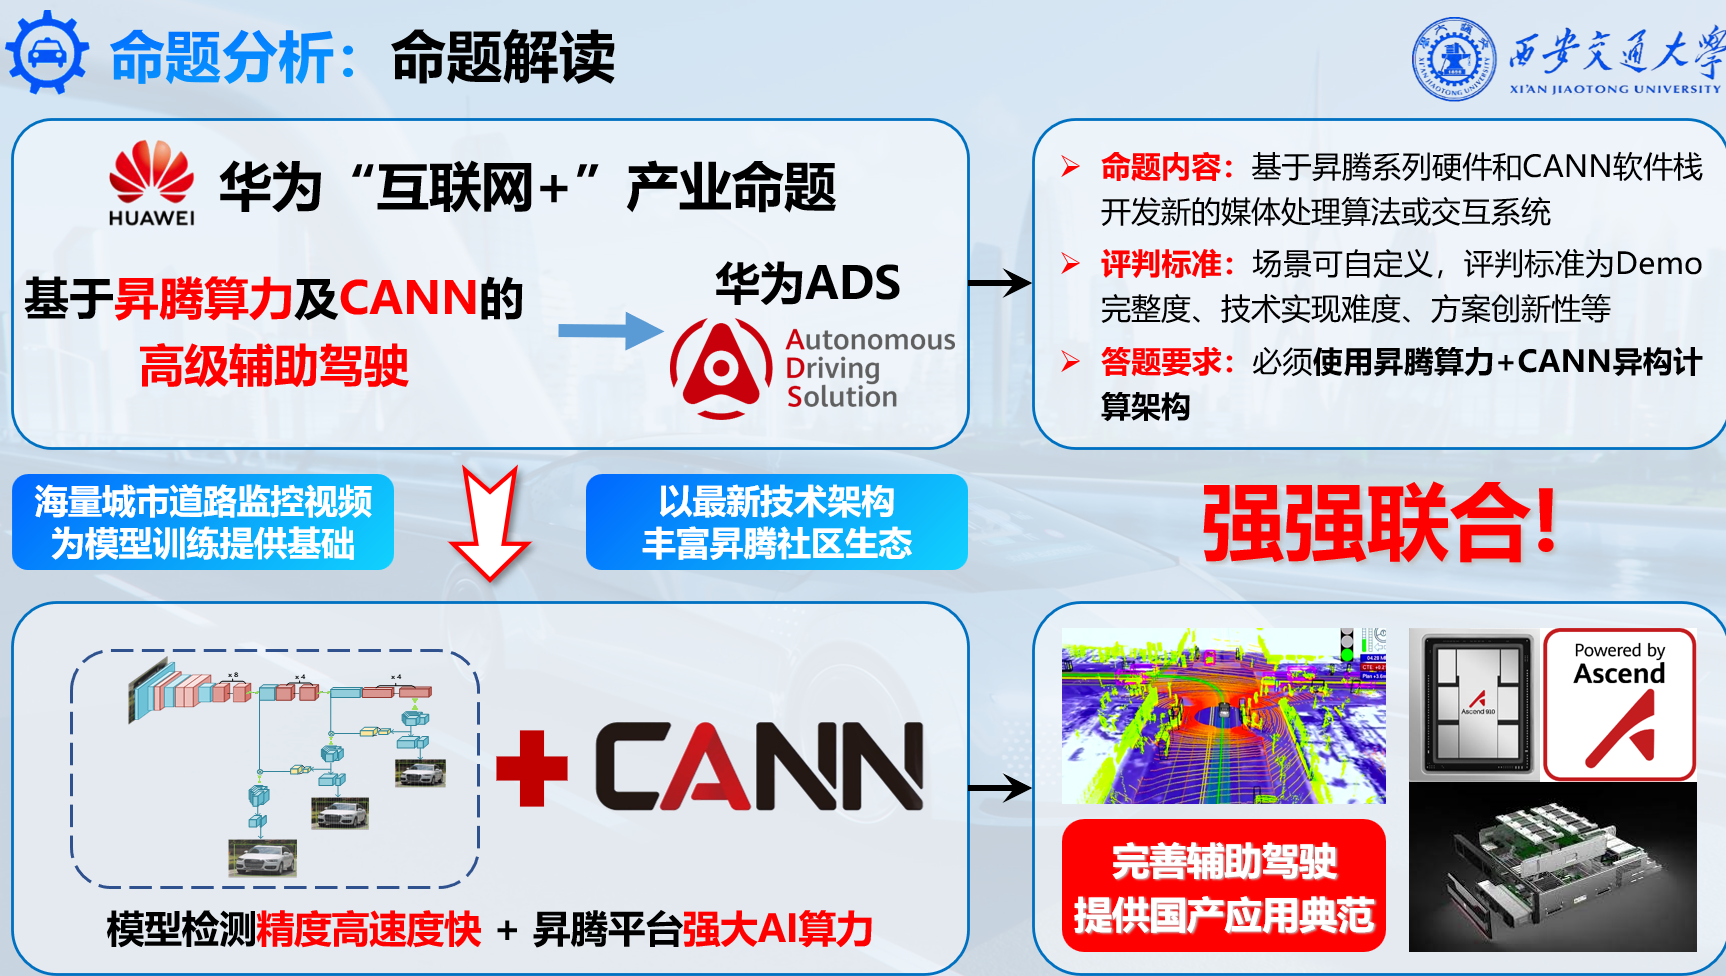 命题分析：命题解读
西安交通大学
XI'AN JIAOTONG UNIVERSITY
HUAWEI
华为“互联网+”产业命题
基于昇腾算力及CANN的
高级辅助驾驶
华为ADS
Autonomous
Driving
Solution
命题内容：基于昇腾系列硬件和CANN软件栈
开发新的媒体处理算法或交互系统
评判标准：场景可自定义，评判标准为Demo
完整度、技术实现难度、方案创新性等
答题要求：必须使用昇腾算力+CANN异构计
算架构
海量城市道路监控视频
为模型训练提供基础
以最新技术架构
丰富昇腾社区生态
强强联合!
x 8
x 4
x 4
CANN
模型检测精度高速度快 + 昇腾平台强大AI算力
完善辅助驾驶
提供国产应用典范
Ascend 910
Powered by
Ascend